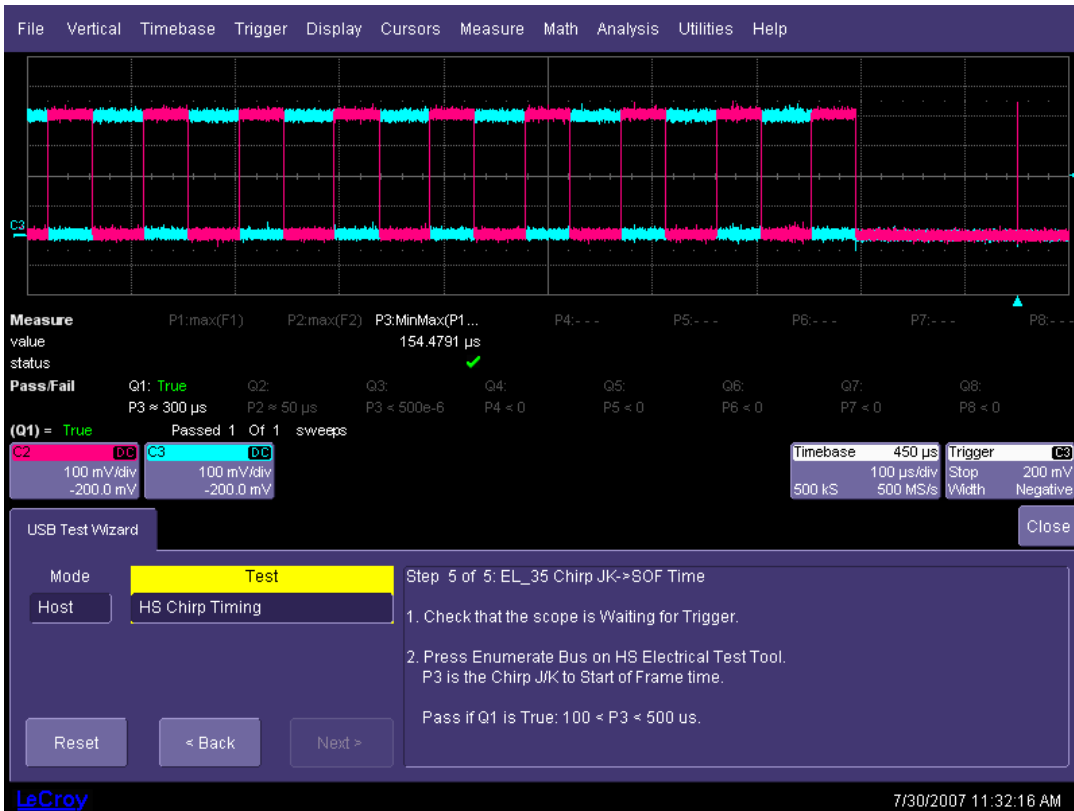 File Vertical Timebase Trigger Display Cursors Measure Math Analysis Utilities Help
C3
Measure P1:max(F1) P2:max(F2) P3:MinMax(P1... P4:- - - P5:- - - P6:- - - P7:- - - P8:- - -
value 154.4791 µs
status
Pass/Fail Q1: True Q2: Q3: Q4: Q5: Q6: Q7: Q8:
P3 ≈ 300 µs P2 ≈ 50 µs P3 < 500e-6 P4 < 0 P5 < 0 P6 < 0 P7 < 0 P8 < 0
(Q1) = True Passed 1 Of 1 sweeps
C2 DC C3 DC Timebase 450 µs Trigger C3
100 mV/div 100 mV/div 100 µs/div Stop 200 mV
-200.0 mV -200.0 mV 500 kS 500 MS/s Width Negative
USB Test Wizard Close
Mode Test
Host HS Chirp Timing
Step 5 of 5: EL_35 Chirp JK->SOF Time
1. Check that the scope is Waiting for Trigger.
2. Press Enumerate Bus on HS Electrical Test Tool.
P3 is the Chirp J/K to Start of Frame time.
Pass if Q1 is True: 100 < P3 < 500 us.
Reset < Back Next >
LeCroy 7/30/2007 11:32:16 AM